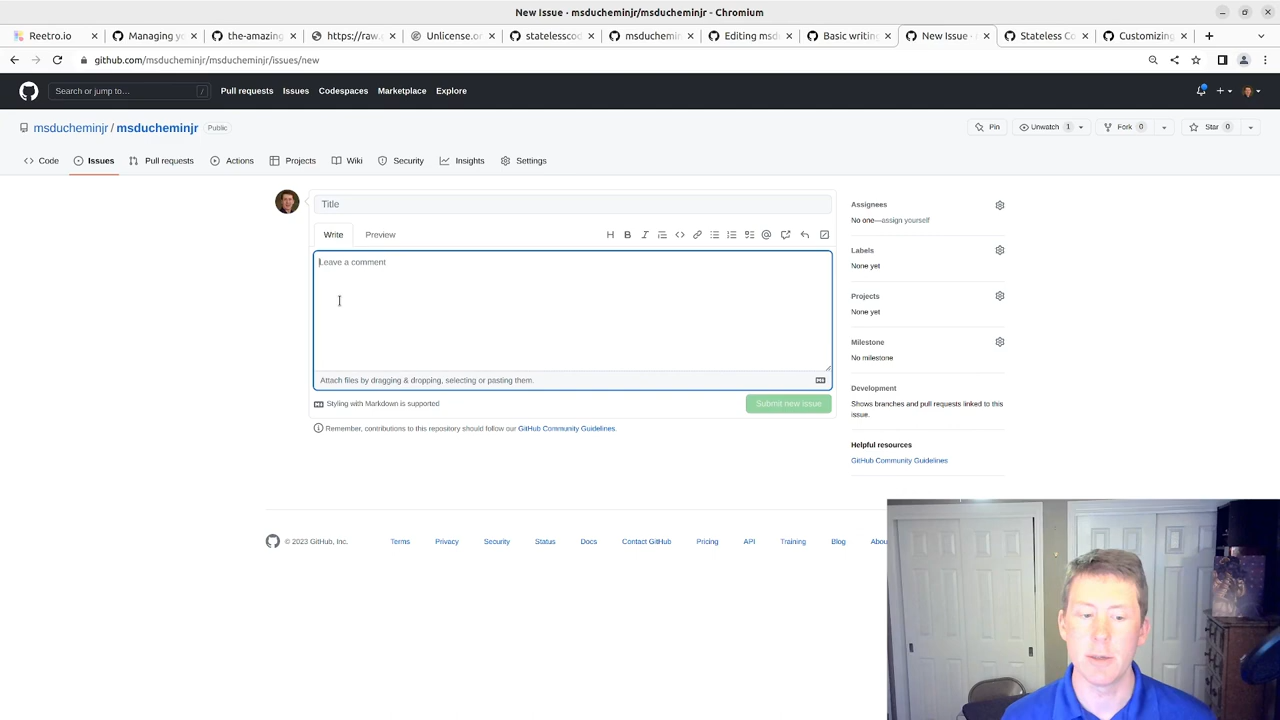 New Issue · msducheminjr/msducheminjr - Chromium
Reetro.io
Managing yo
the-amazing
https://raw.g
Unlicense.or
statelesscod
msduchemin
Editing msd
Basic writing
New Issue ·
Stateless Co
Customizing
github.com/msducheminjr/msducheminjr/issues/new
Search or jump to…
/
Pull requests
Issues
Codespaces
Marketplace
Explore
msducheminjr / msducheminjr
Public
Pin
Unwatch 1
Fork 0
Star 0
Code
Issues
Pull requests
Actions
Projects
Wiki
Security
Insights
Settings
Title
Write
Preview
Leave a comment
Attach files by dragging & dropping, selecting or pasting them.
Styling with Markdown is supported
Submit new issue
Remember, contributions to this repository should follow our GitHub Community Guidelines.
Assignees
No one—assign yourself
Labels
None yet
Projects
None yet
Milestone
No milestone
Development
Shows branches and pull requests linked to this
issue.
Helpful resources
GitHub Community Guidelines
© 2023 GitHub, Inc.
Terms
Privacy
Security
Status
Docs
Contact GitHub
Pricing
API
Training
Blog
Abou